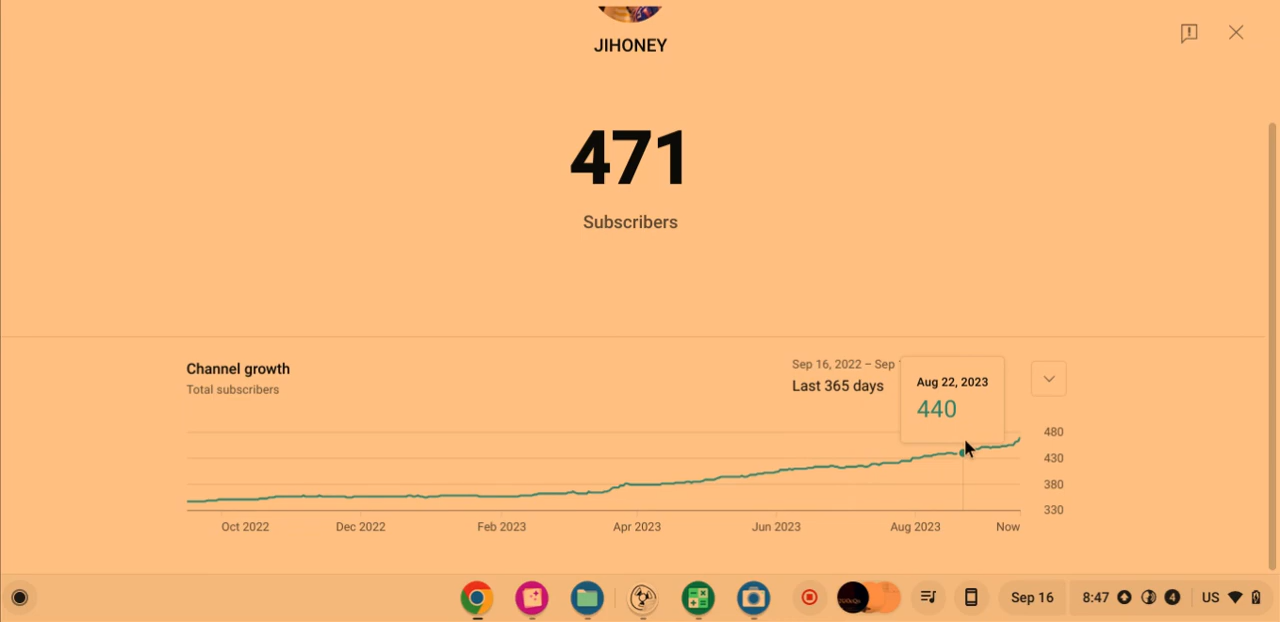 JIHONEY
471
Subscribers
Channel growth
Total subscribers
Sep 16, 2022 – Sep
Last 365 days
Aug 22, 2023
440
480
430
380
330
Oct 2022
Dec 2022
Feb 2023
Apr 2023
Jun 2023
Aug 2023
Now
Sep 16
8:47
4
US